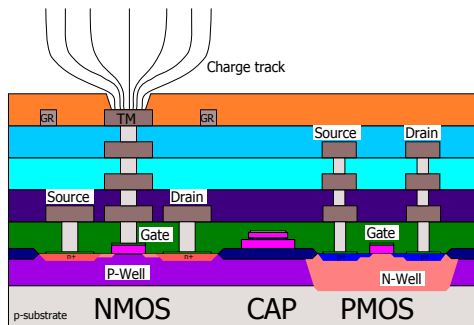 Charge track
GR
TM
GR
Source
Drain
Source
Drain
Gate
Gate
n+
n+
P-Well
N-Well
p-substrate
NMOS
CAP
PMOS